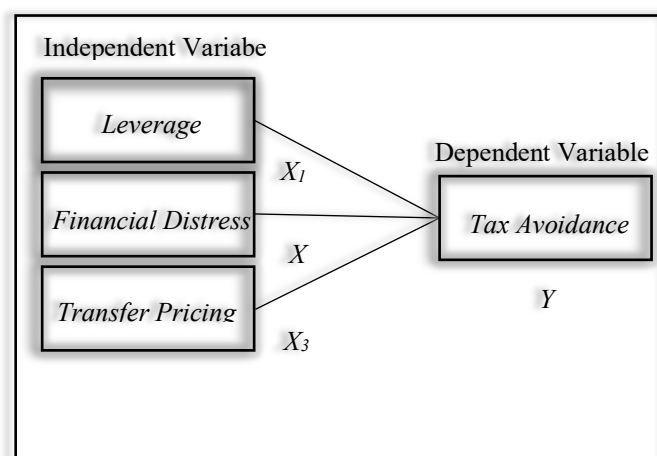 Independent Variabe
Leverage
X₁
Financial Distress
X
Transfer Pricing
X₃
Dependent Variable
Tax Avoidance
Y